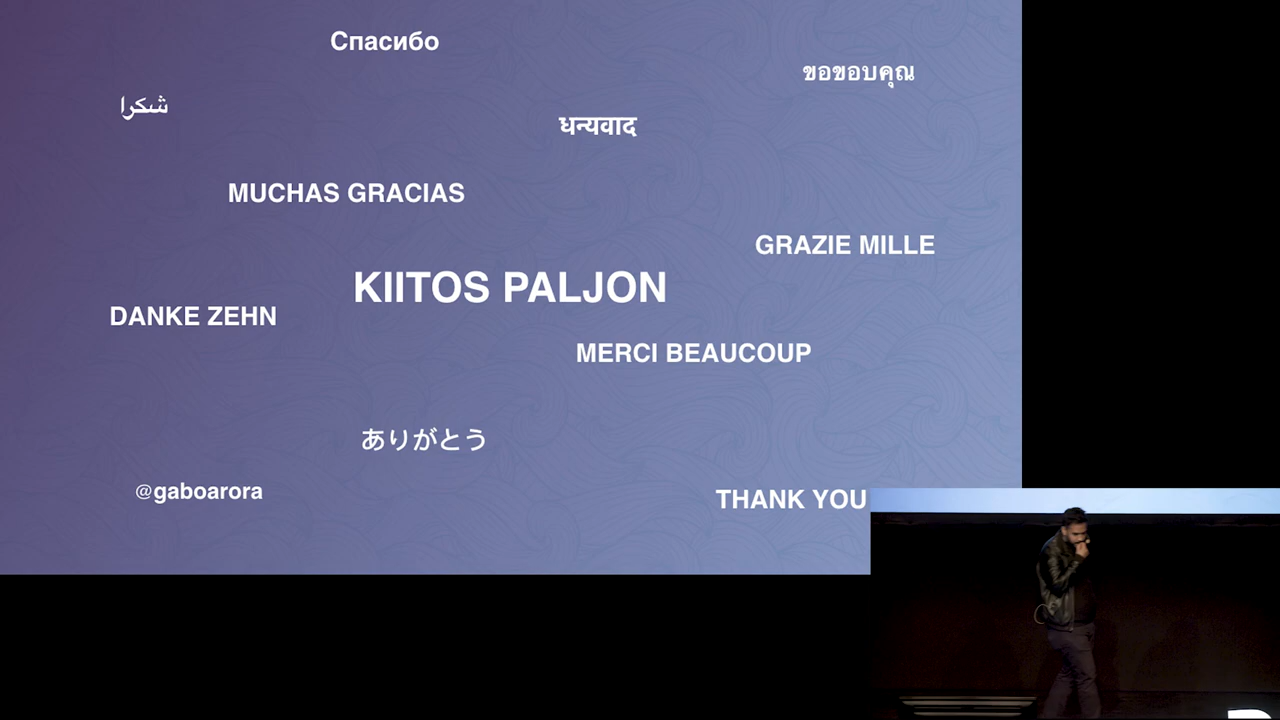 Спасибо
ขอขอบคุณ
شكرا
धन्यवाद
MUCHAS GRACIAS
GRAZIE MILLE
KIITOS PALJON
DANKE ZEHN
MERCI BEAUCOUP
ありがとう
@gaboarora
THANK YOU